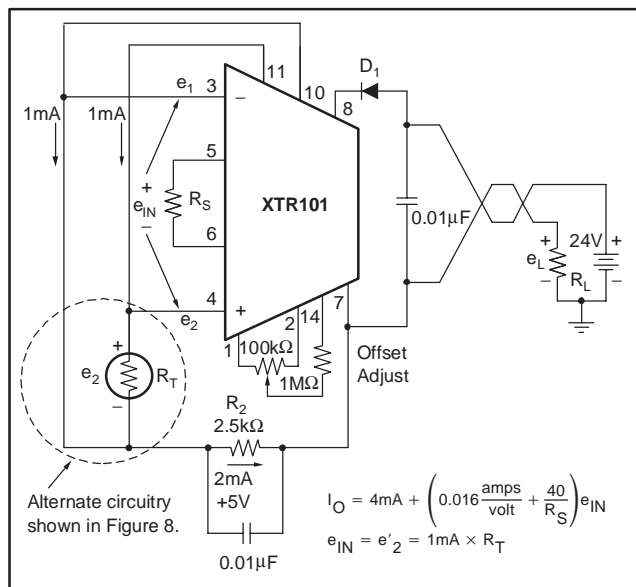 11
10
D1
e1
3
−
8
1mA
1mA
5
+
eIN
−
RS
XTR101
0.01µF
6
24V
+
+
eL
−
RL
−
4
+
e2
2
14
7
1
100kΩ
1MΩ
Offset
Adjust
+
e2
−
RT
R2
2.5kΩ
2mA
+5V
0.01µF
Alternate circuitry
shown in Figure 8.
IO = 4mA + (0.016 amps/volt + 40/RS) eIN
eIN = e′2 = 1mA × RT